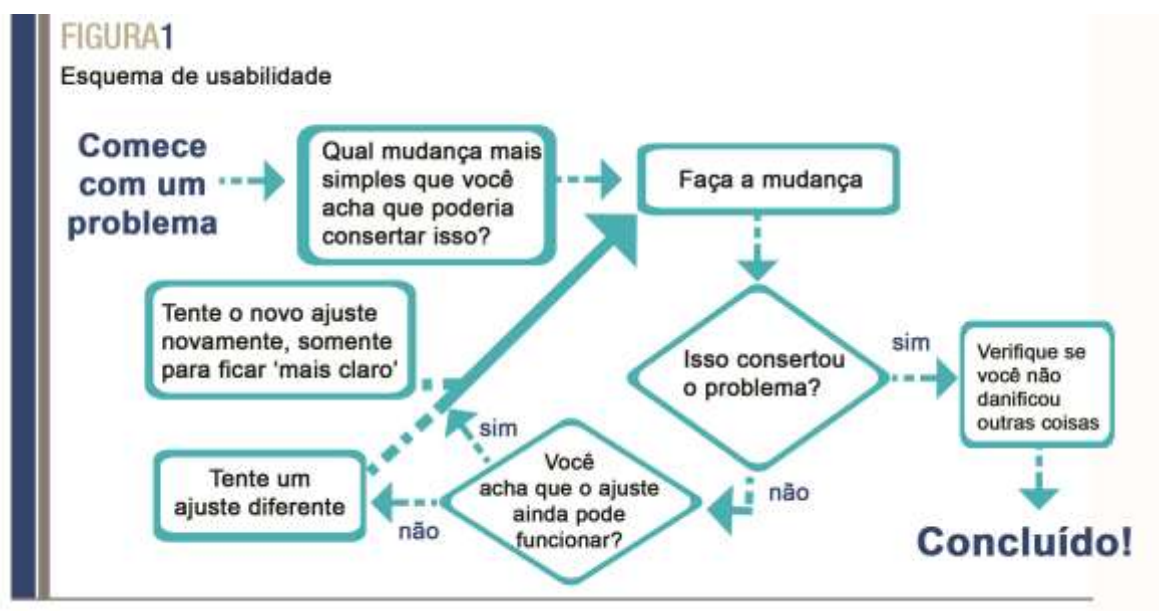 FIGURA1
Esquema de usabilidade
Comece
com um
problema
Qual mudança mais
simples que você
acha que poderia
consertar isso?
Faça a mudança
Isso consertou
o problema?
sim
Verifique se
você não
danificou
outras coisas
Concluído!
não
Você
acha que o ajuste
ainda pode
funcionar?
sim
Tente o novo ajuste
novamente, somente
para ficar ‘mais claro’
não
Tente um
ajuste diferente